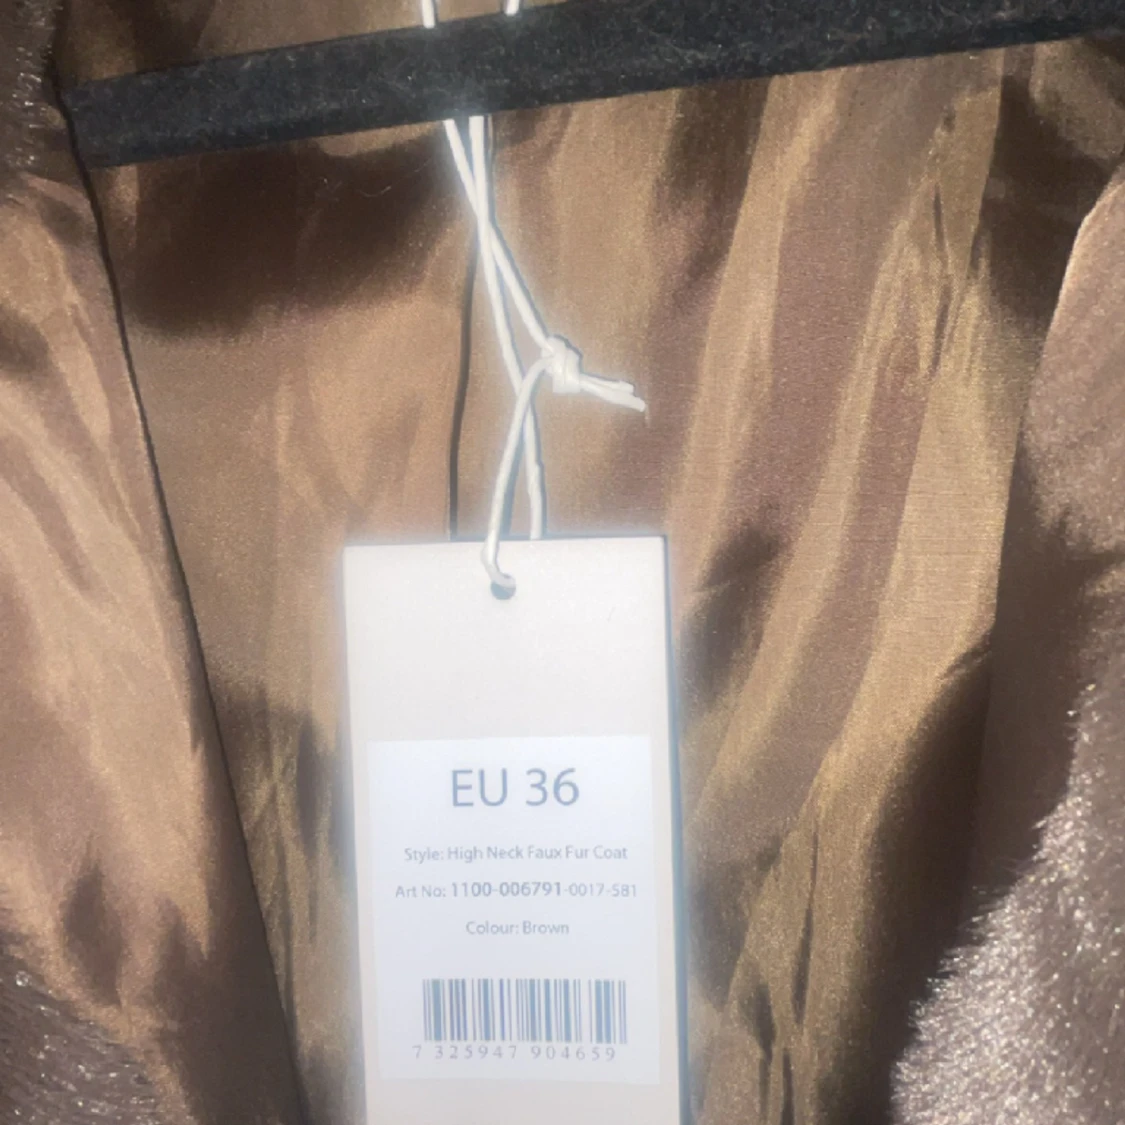 EU 36
Style: High Neck Faux Fur Coat
Art No: 1100-006791-0017-581
Colour: Brown
7 325947 904659